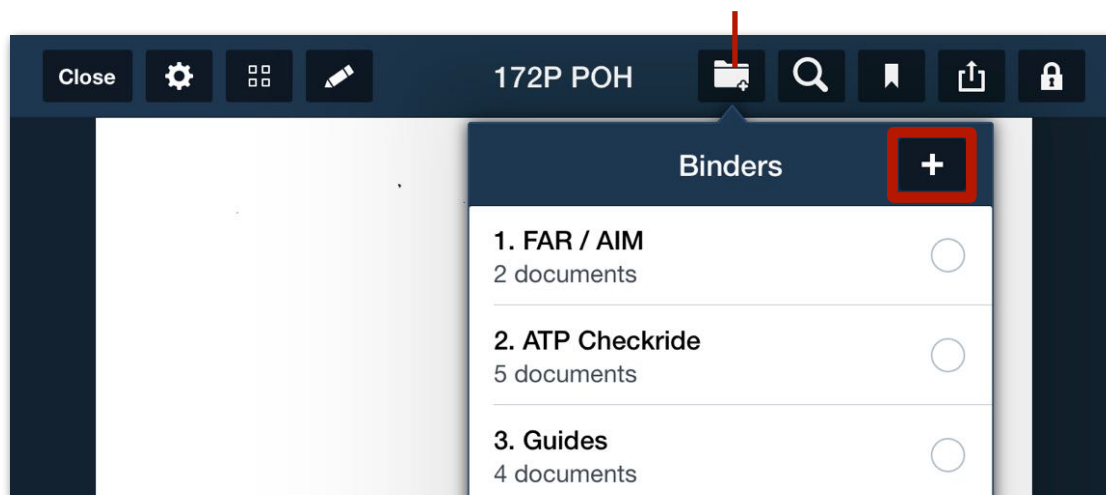 Close
172P POH
Binders
+
1. FAR / AIM
2 documents
2. ATP Checkride
5 documents
3. Guides
4 documents